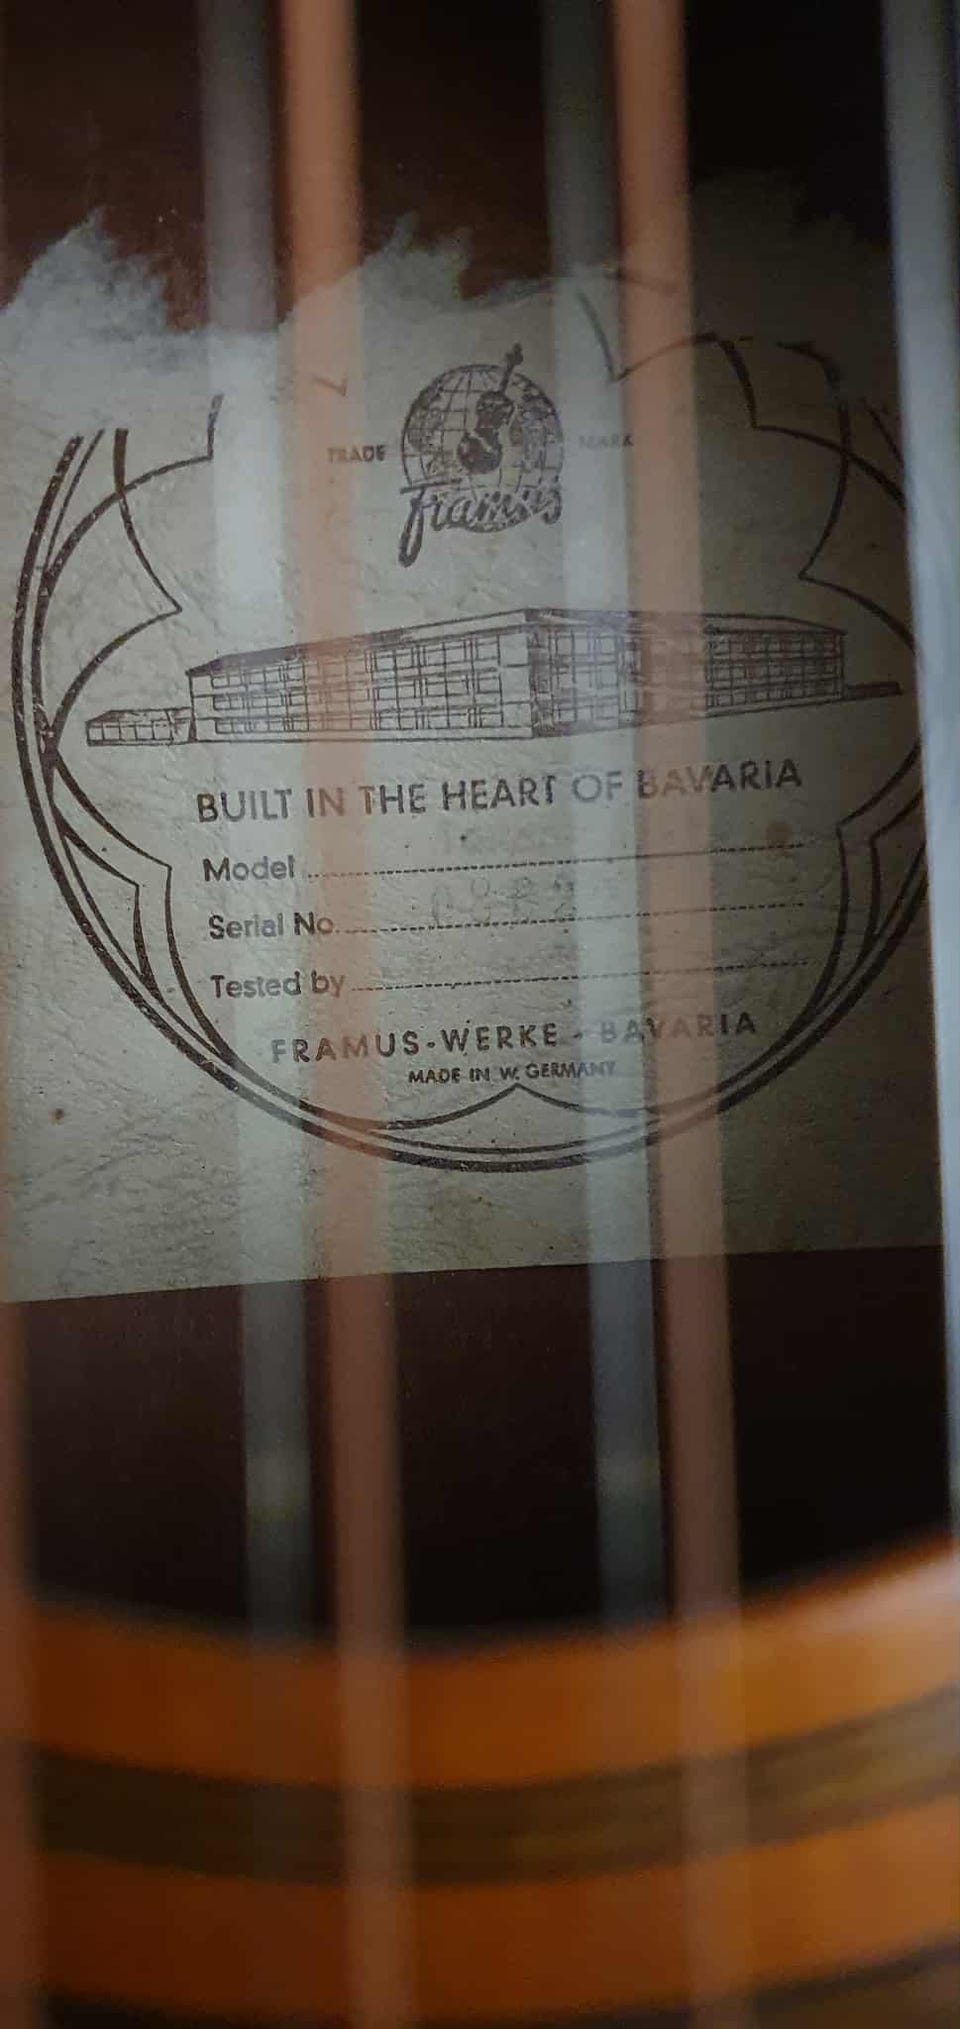 TRADE MARK
Framus
BUILT IN THE HEART OF BAVARIA
Model
Serial No.
Tested by
FRAMUS-WERKE - BAVARIA
MADE IN W. GERMANY